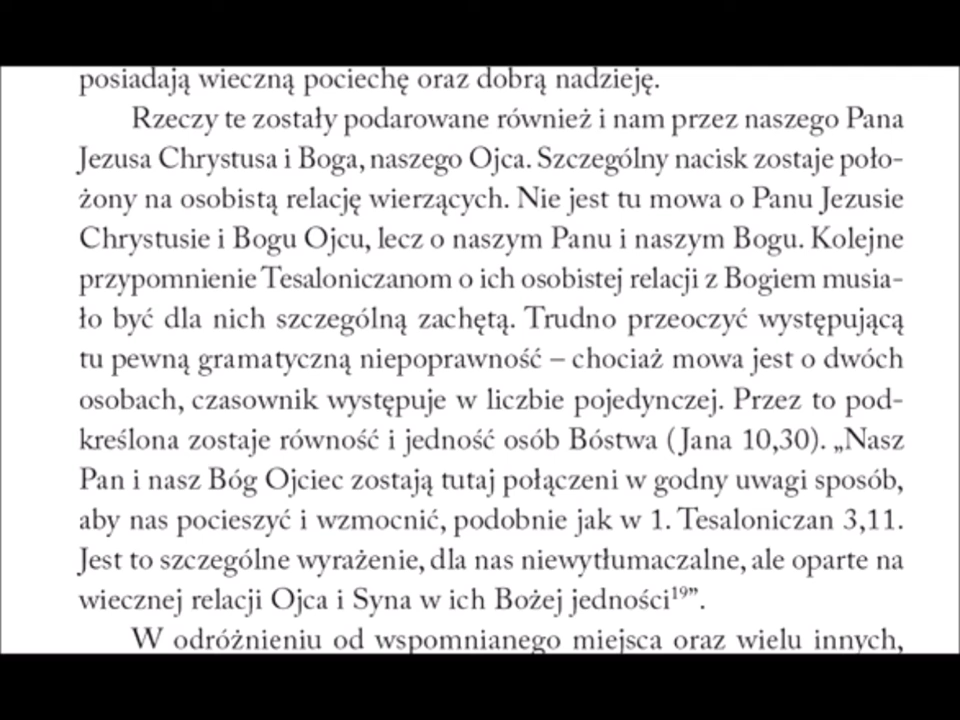 posiadają wieczną pociechę oraz dobrą nadzieję.
Rzeczy te zostały podarowane również i nam przez naszego Pana
Jezusa Chrystusa i Boga, naszego Ojca. Szczególny nacisk zostaje poło-
żony na osobistą relację wierzących. Nie jest tu mowa o Panu Jezusie
Chrystusie i Bogu Ojcu, lecz o naszym Panu i naszym Bogu. Kolejne
przypomnienie Tesaloniczanom o ich osobistej relacji z Bogiem musia-
ło być dla nich szczególną zachętą. Trudno przeoczyć występującą
tu pewną gramatyczną niepoprawność – chociaż mowa jest o dwóch
osobach, czasownik występuje w liczbie pojedynczej. Przez to pod-
kreślona zostaje równość i jedność osób Bóstwa (Jana 10,30). „Nasz
Pan i nasz Bóg Ojciec zostają tutaj połączeni w godny uwagi sposób,
aby nas pocieszyć i wzmocnić, podobnie jak w 1. Tesaloniczan 3,11.
Jest to szczególne wyrażenie, dla nas niewytłumaczalne, ale oparte na
wiecznej relacji Ojca i Syna w ich Bożej jedności¹⁹”.
W odróżnieniu od wspomnianego miejsca oraz wielu innych,